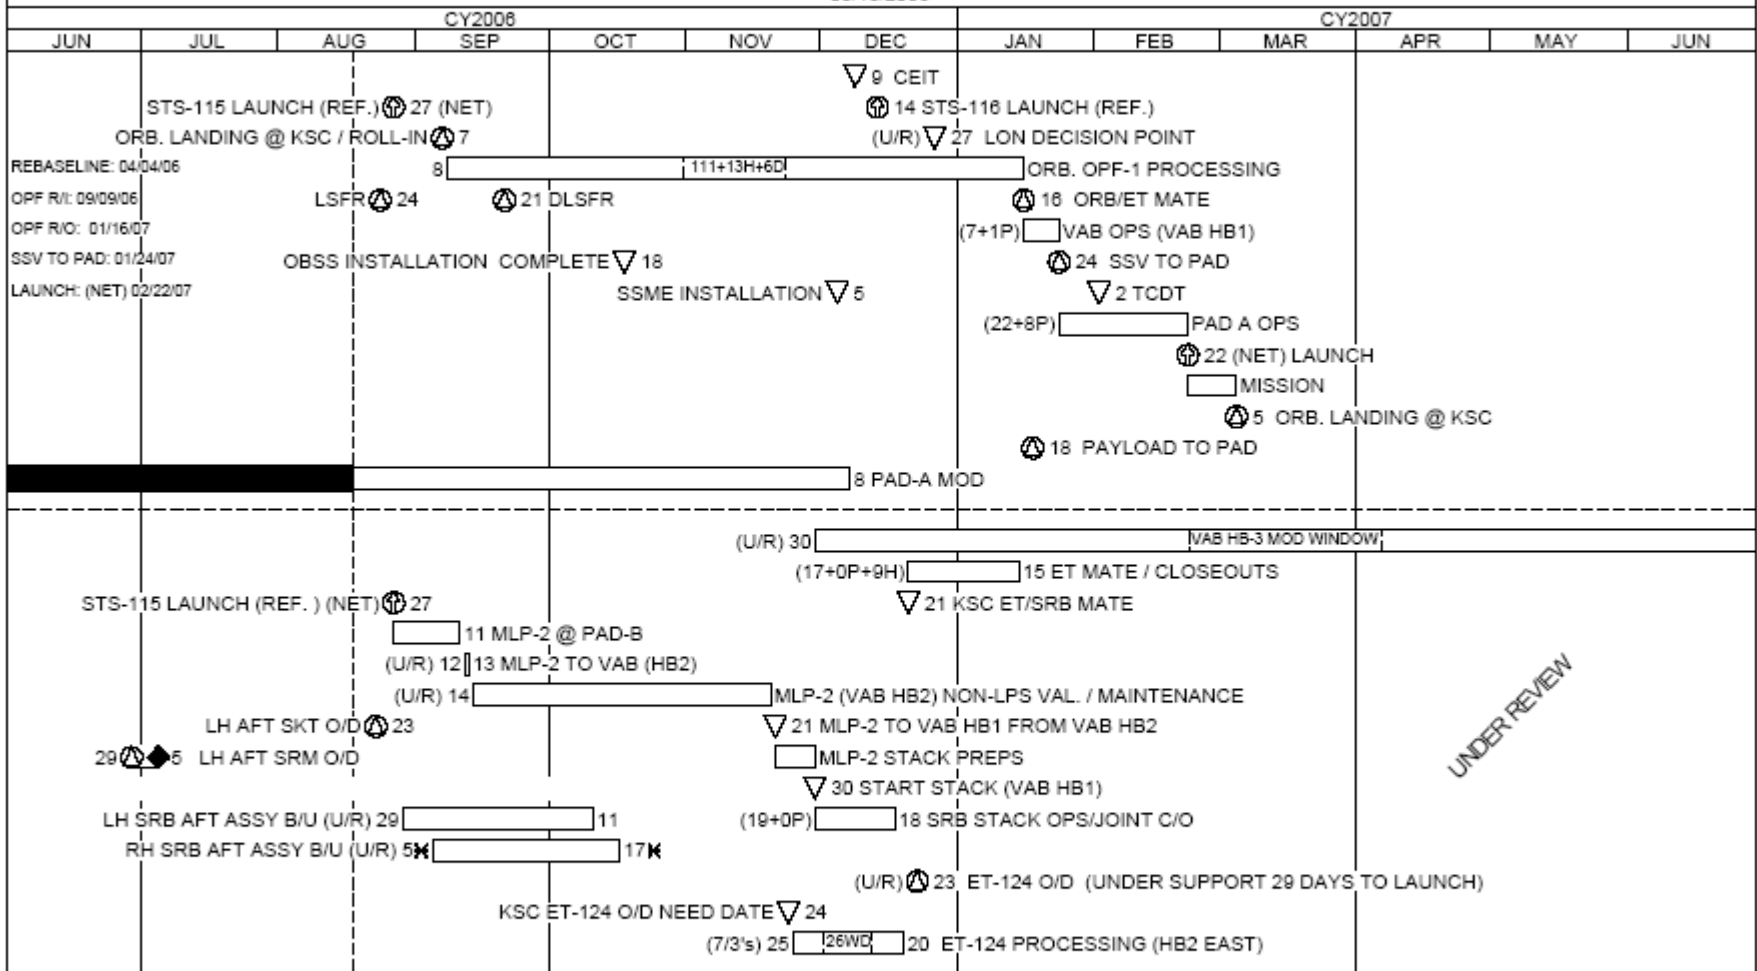 CY2006 CY2007
JUN JUL AUG SEP OCT NOV DEC JAN FEB MAR APR MAY JUN
9 CEIT
STS-115 LAUNCH (REF.) 27 (NET) 14 STS-116 LAUNCH (REF.)
ORB. LANDING @ KSC / ROLL-IN 7 (U/R) 27 LON DECISION POINT
REBASELINE: 04/04/06 8 111+13H+6D ORB. OPF-1 PROCESSING
OPF R/I: 09/09/06 LSFR 24 21 DLSFR 16 ORB/ET MATE
OPF R/O: 01/16/07 (7+1P) VAB OPS (VAB HB1)
SSV TO PAD: 01/24/07 OBSS INSTALLATION COMPLETE 18 24 SSV TO PAD
LAUNCH: (NET) 02/22/07 SSME INSTALLATION 5 2 TCDT
(22+8P) PAD A OPS
22 (NET) LAUNCH
MISSION
5 ORB. LANDING @ KSC
18 PAYLOAD TO PAD
8 PAD-A MOD
(U/R) 30 VAB HB-3 MOD WINDOW
(17+0P+9H) 15 ET MATE / CLOSEOUTS
STS-115 LAUNCH (REF. ) (NET) 27 21 KSC ET/SRB MATE
11 MLP-2 @ PAD-B
(U/R) 12 13 MLP-2 TO VAB (HB2)
(U/R) 14 MLP-2 (VAB HB2) NON-LPS VAL. / MAINTENANCE
LH AFT SKT O/D 23 21 MLP-2 TO VAB HB1 FROM VAB HB2
29 5 LH AFT SRM O/D MLP-2 STACK PREPS
30 START STACK (VAB HB1)
LH SRB AFT ASSY B/U (U/R) 29 11 (19+0P) 18 SRB STACK OPS/JOINT C/O
RH SRB AFT ASSY B/U (U/R) 5 17
(U/R) 23 ET-124 O/D (UNDER SUPPORT 29 DAYS TO LAUNCH)
KSC ET-124 O/D NEED DATE 24
(7/3's) 25 26WD 20 ET-124 PROCESSING (HB2 EAST)
UNDER REVIEW